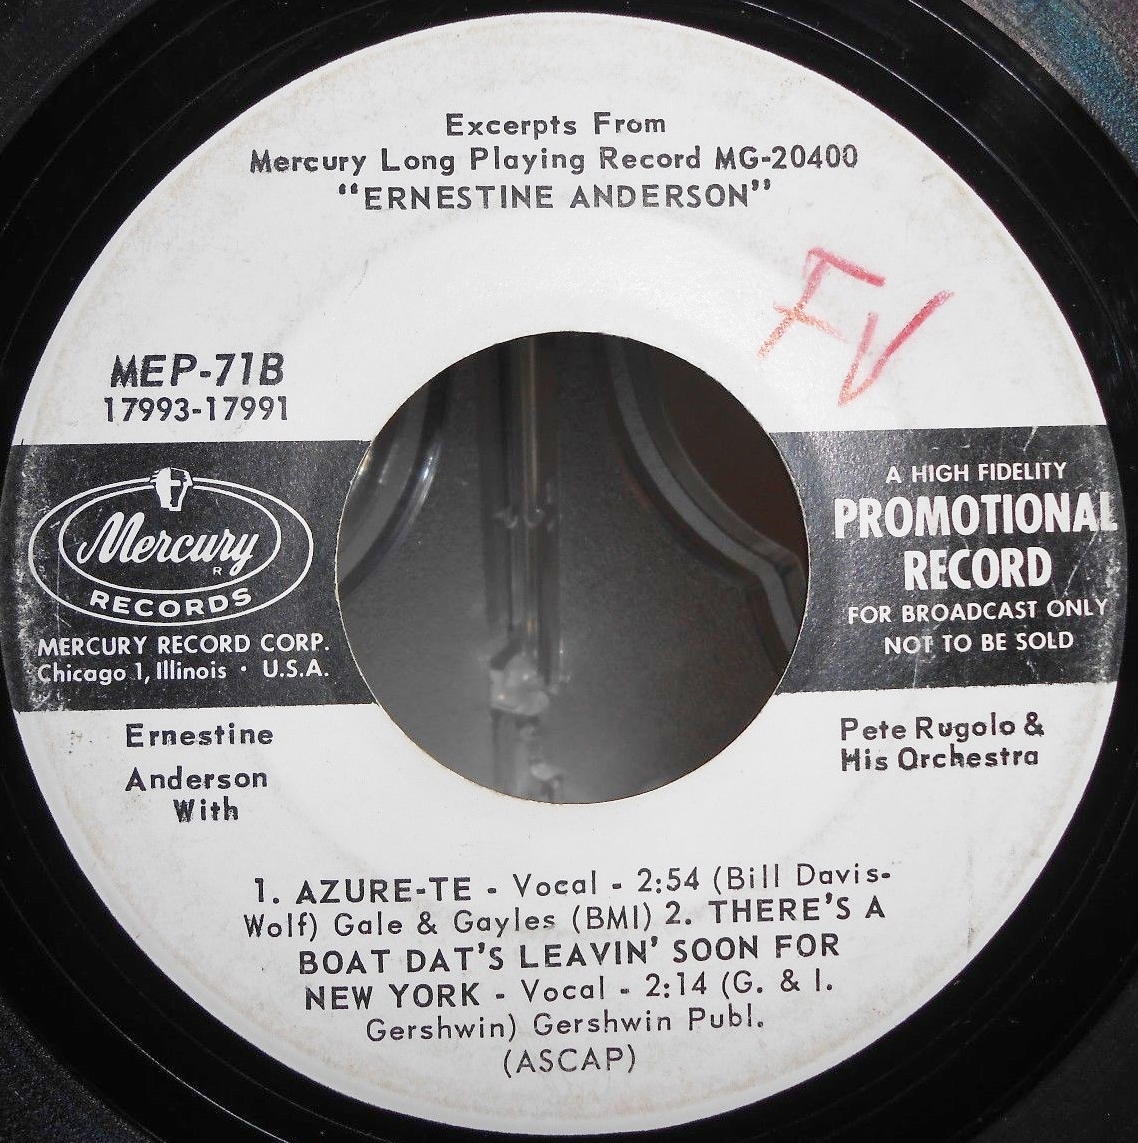 Excerpts From
Mercury Long Playing Record MG-20400
"ERNESTINE ANDERSON"
FV
MEP-71B
17993-17991
Mercury
R
RECORDS
MERCURY RECORD CORP.
Chicago 1, Illinois · U.S.A.
A HIGH FIDELITY
PROMOTIONAL
RECORD
FOR BROADCAST ONLY
NOT TO BE SOLD
Ernestine
Anderson
With
Pete Rugolo &
His Orchestra
1. AZURE-TE - Vocal - 2:54 (Bill Davis-
Wolf) Gale & Gayles (BMI) 2. THERE'S A
BOAT DAT'S LEAVIN' SOON FOR
NEW YORK - Vocal - 2:14 (G. & I.
Gershwin) Gershwin Publ.
(ASCAP)